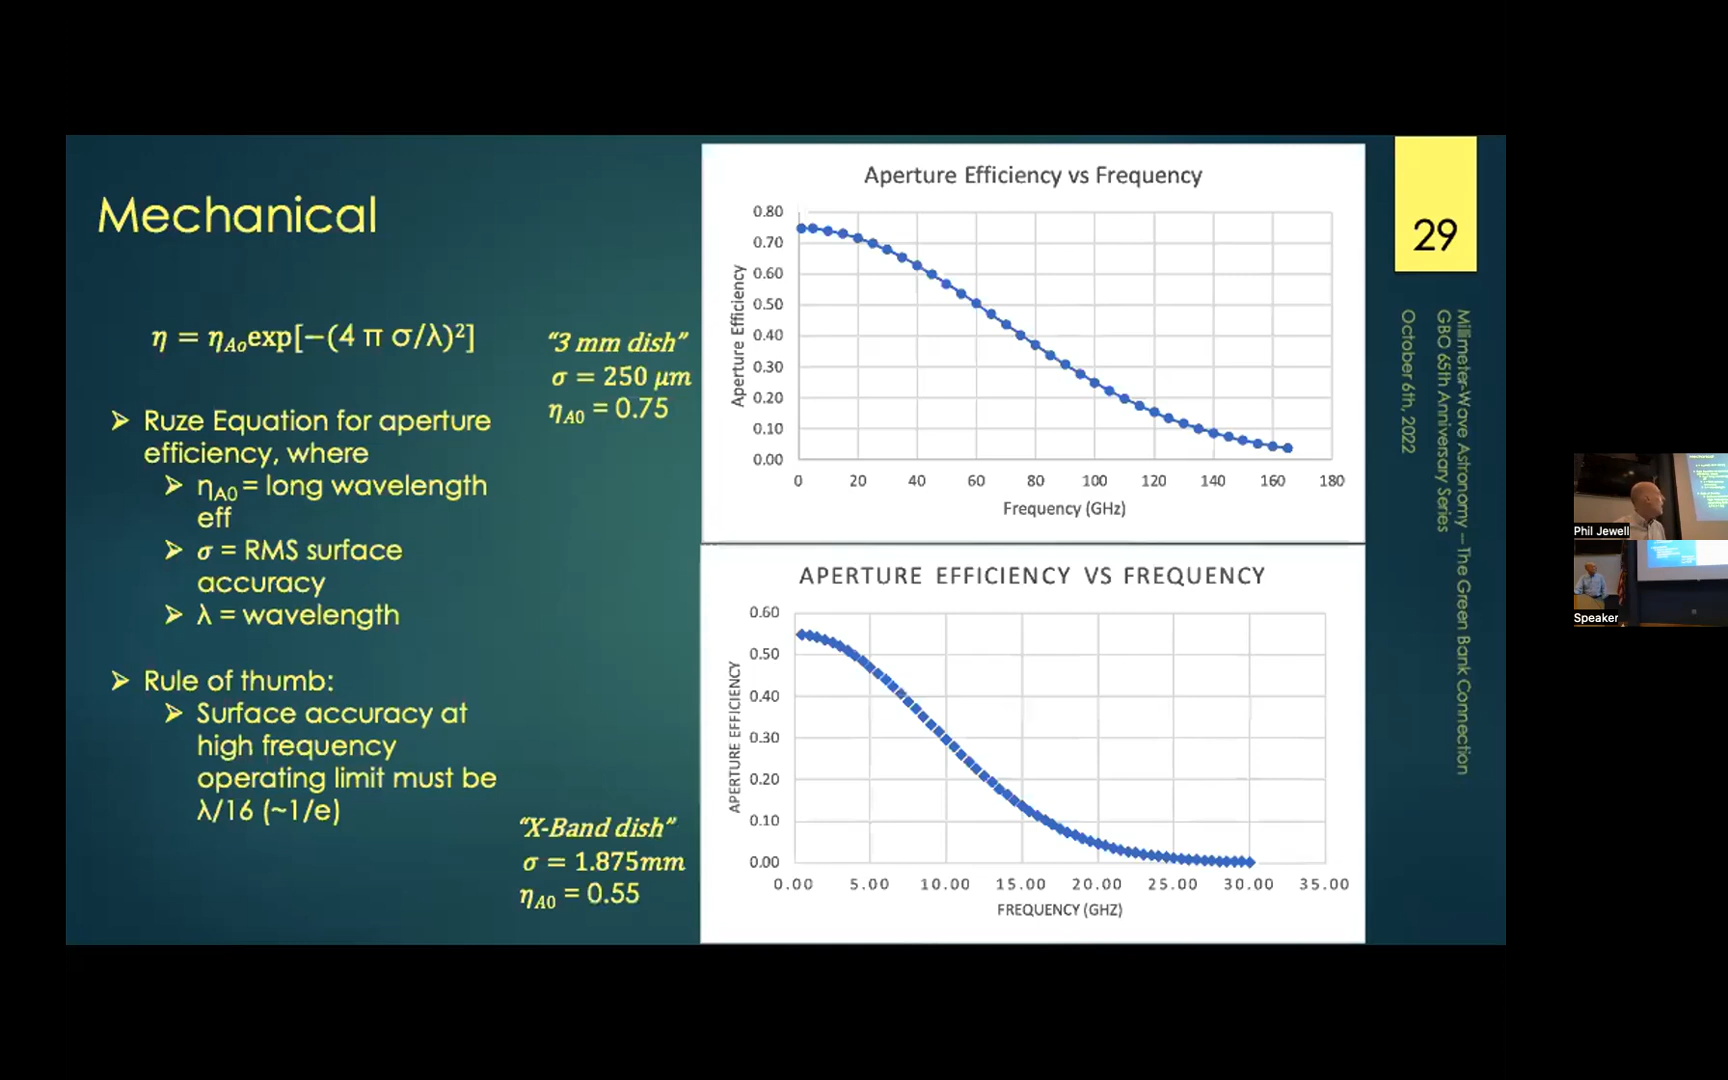 Mechanical
η = η_Ao exp[−(4 π σ/λ)²]
➢ Ruze Equation for aperture
efficiency, where
➢ η_A0 = long wavelength
eff
➢ σ = RMS surface
accuracy
➢ λ = wavelength
➢ Rule of thumb:
➢ Surface accuracy at
high frequency
operating limit must be
λ/16 (~1/e)
"3 mm dish"
σ = 250 μm
η_A0 = 0.75
"X-Band dish"
σ = 1.875mm
η_A0 = 0.55
Aperture Efficiency vs Frequency
Aperture Efficiency
0.80
0.70
0.60
0.50
0.40
0.30
0.20
0.10
0.00
0 20 40 60 80 100 120 140 160 180
Frequency (GHz)
APERTURE EFFICIENCY VS FREQUENCY
APERTURE EFFICIENCY
0.60
0.50
0.40
0.30
0.20
0.10
0.00
0.00 5.00 10.00 15.00 20.00 25.00 30.00 35.00
FREQUENCY (GHZ)
29
Millimeter-Wave Astronomy – The Green Bank Connection
GBO 65th Anniversary Series
October 6th, 2022
Phil Jewell
Speaker